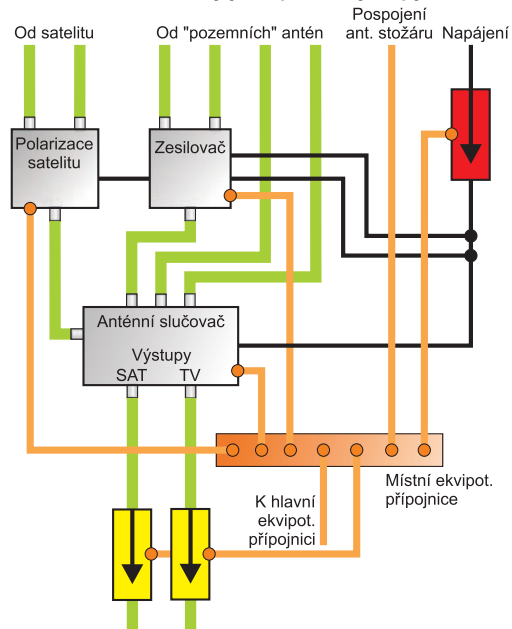 Od satelitu
Od "pozemních" antén
Pospojení
ant. stožáru
Napájení
Polarizace
satelitu
Zesilovač
Anténní slučovač
Výstupy
SAT
TV
Místní ekvipot.
přípojnice
K hlavní
ekvipot.
přípojnici